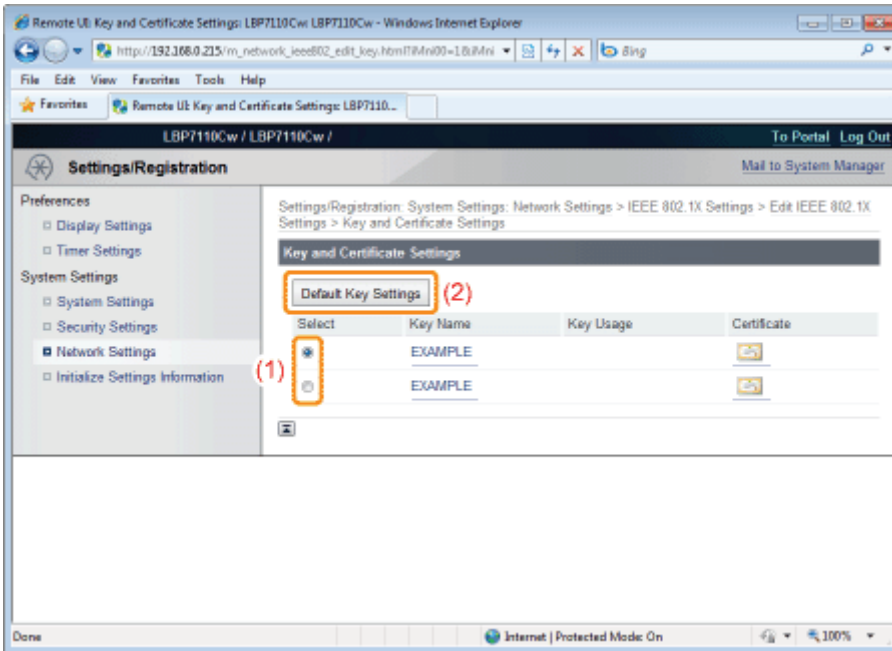 Remote UI: Key and Certificate Settings: LBP7110Cw: LBP7110Cw - Windows Internet Explorer
http://192.168.0.215/m_network_ieee802_edit_key.html?iMni00=1&iMni
Bing
File Edit View Favorites Tools Help
Favorites
Remote UI: Key and Certificate Settings: LBP7110...
LBP7110Cw / LBP7110Cw /
To Portal Log Out
Settings/Registration
Mail to System Manager
Preferences
Display Settings
Timer Settings
System Settings
System Settings
Security Settings
Network Settings
Initialize Settings Information
Settings/Registration: System Settings: Network Settings > IEEE 802.1X Settings > Edit IEEE 802.1X
Settings > Key and Certificate Settings
Key and Certificate Settings
Default Key Settings
(2)
Select Key Name Key Usage Certificate
(1)
EXAMPLE
EXAMPLE
Done
Internet | Protected Mode: On
100%